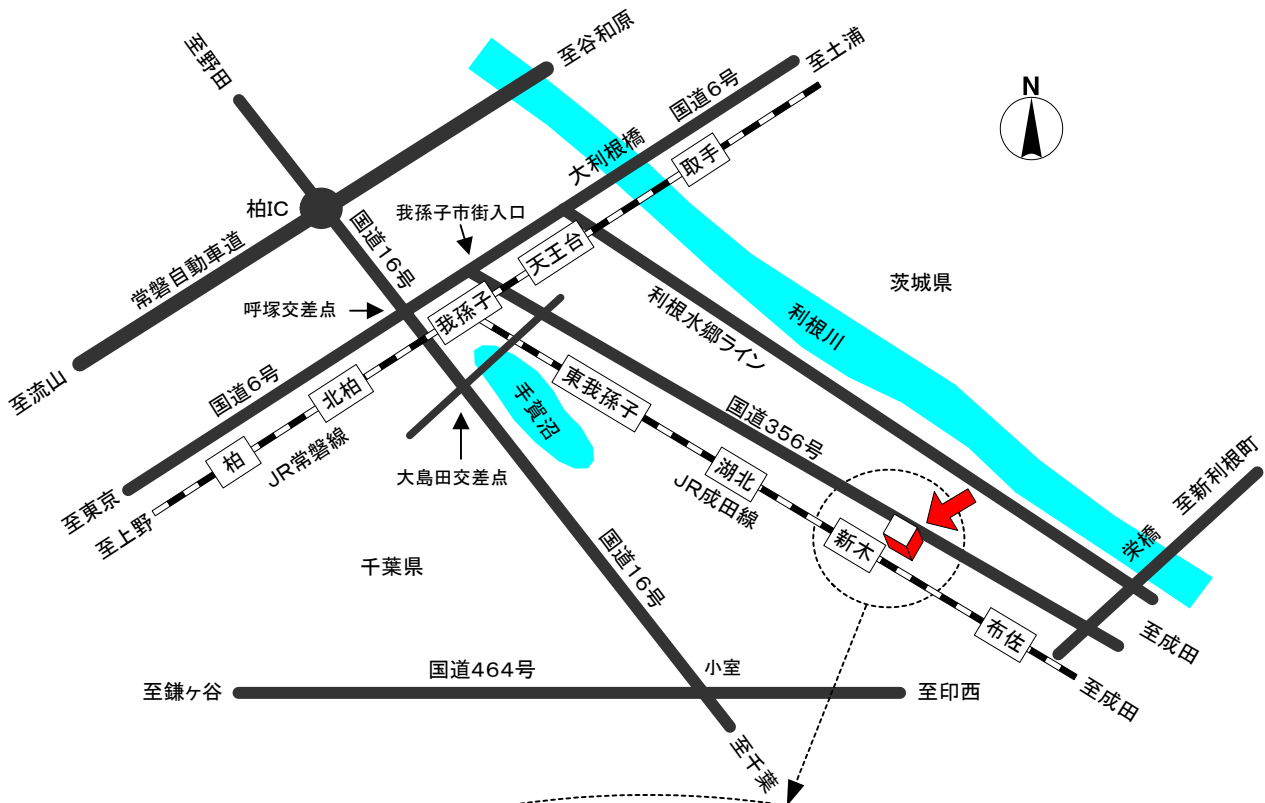 至谷和原
至野田
至土浦
国道6号
N
大利根橋
取手
柏IC
我孫子市街入口
国道16号
天王台
常磐自動車道
茨城県
呼塚交差点
我孫子
利根水郷ライン
利根川
至流山
国道6号
北柏
東我孫子
手賀沼
国道356号
柏
JR常磐線
大島田交差点
湖北
JR成田線
至新利根町
至東京
至上野
新木
栄橋
千葉県
国道16号
布佐
至成田
国道464号
小室
至鎌ヶ谷
至印西
至成田
至千葉